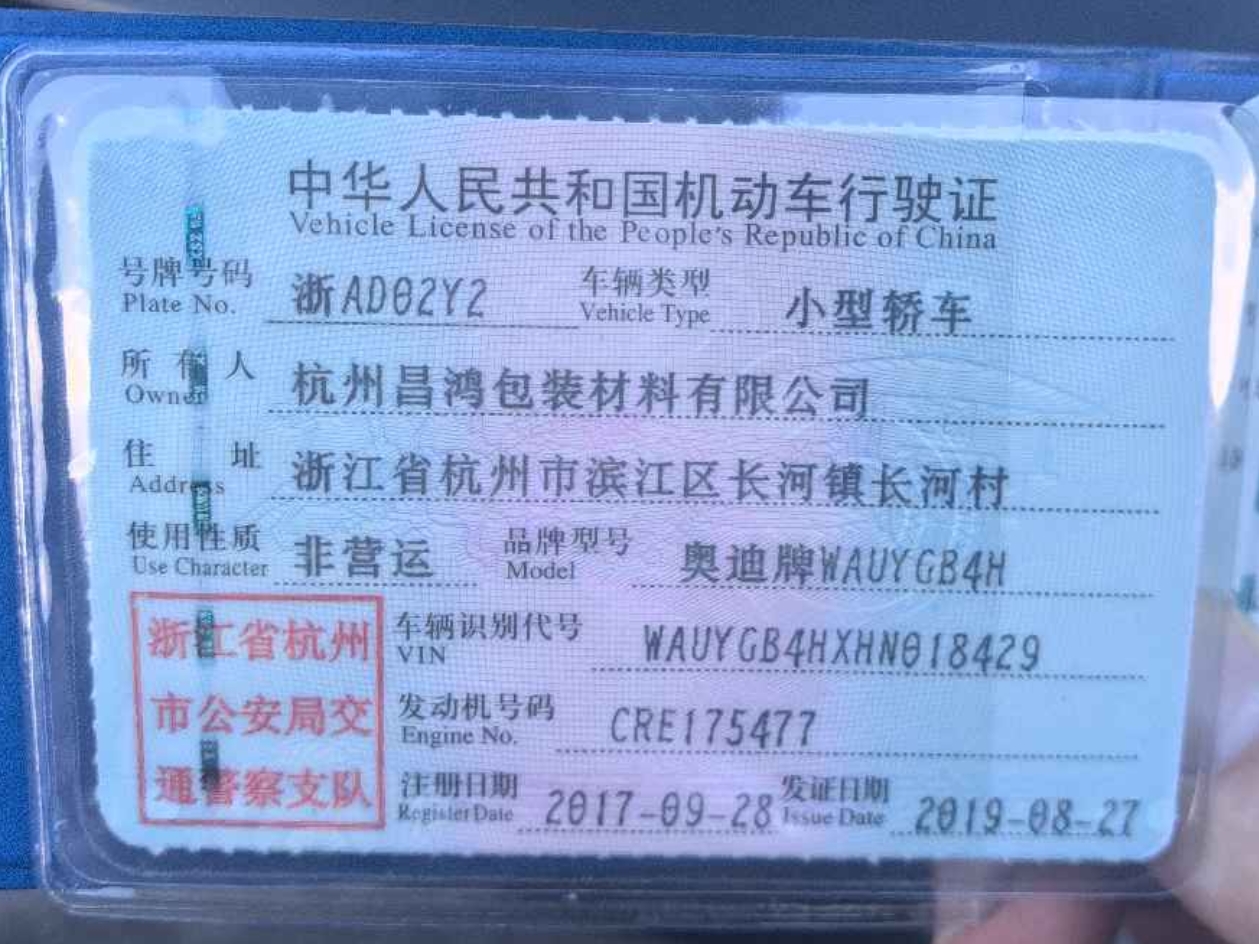 中华人民共和国机动车行驶证
Vehicle License of the People's Republic of China
号牌号码 浙AD02Y2 车辆类型 小型轿车
Plate No. Vehicle Type
所有人 杭州昌鸿包装材料有限公司
Owner
住址 浙江省杭州市滨江区长河镇长河村
Address
使用性质 非营运 品牌型号 奥迪牌WAUYGB4H
Use Character Model
浙江省杭州
市公安局交
通警察支队
车辆识别代号 WAUYGB4HXHN018429
VIN
发动机号码 CRE175477
Engine No.
注册日期 2017-09-28 发证日期 2019-08-27
Register Date Issue Date